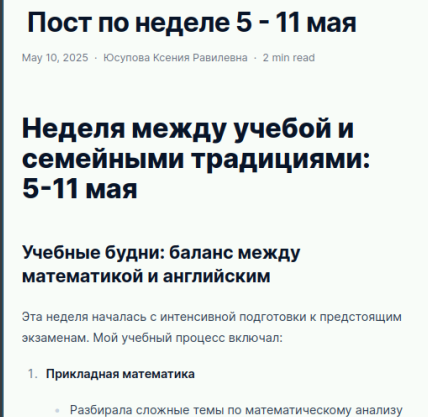 Пост по неделе 5 - 11 мая
May 10, 2025 · Юсупова Ксения Равилевна · 2 min read
Неделя между учебой и
семейными традициями:
5-11 мая
Учебные будни: баланс между
математикой и английским
Эта неделя началась с интенсивной подготовки к предстоящим
экзаменам. Мой учебный процесс включал:
1. Прикладная математика
Разбирала сложные темы по математическому анализу